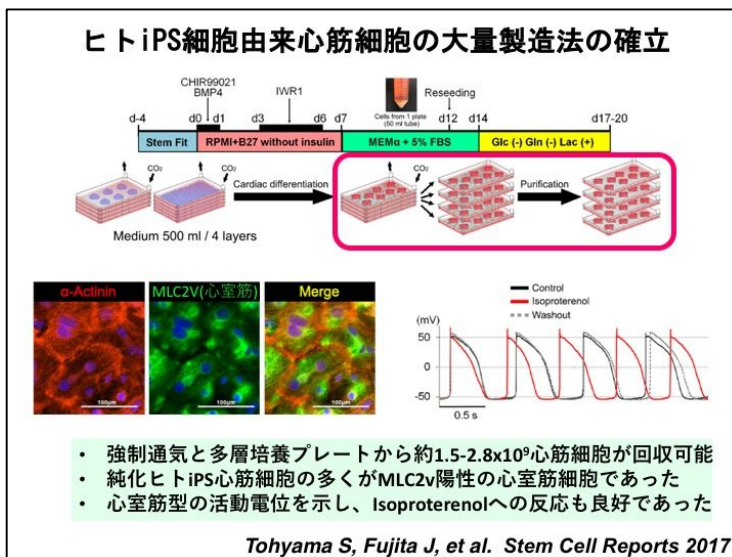 ヒトiPS細胞由来心筋細胞の大量製造法の確立
CHIR99021
BMP4
IWR1
Cells from 1 plate
(50 ml tube)
Reseeding
d-4 d0 d1 d3 d6 d7 d12 d14 d17-20
Stem Fit RPMI+B27 without insulin MEMα + 5% FBS Glc (-) Gln (-) Lac (+)
CO₂ CO₂ Cardiac differentiation CO₂ Purification
Medium 500 ml / 4 layers
α-Actinin MLC2V(心室筋) Merge
100μm 100μm 100μm
Control
Isoproterenol
Washout
(mV)
50
0
-50
0.5 s
• 強制通気と多層培養プレートから約1.5-2.8x10⁹心筋細胞が回収可能
• 純化ヒトiPS心筋細胞の多くがMLC2v陽性の心室筋細胞であった
• 心室筋型の活動電位を示し、Isoproterenolへの反応も良好であった
Tohyama S, Fujita J, et al. Stem Cell Reports 2017